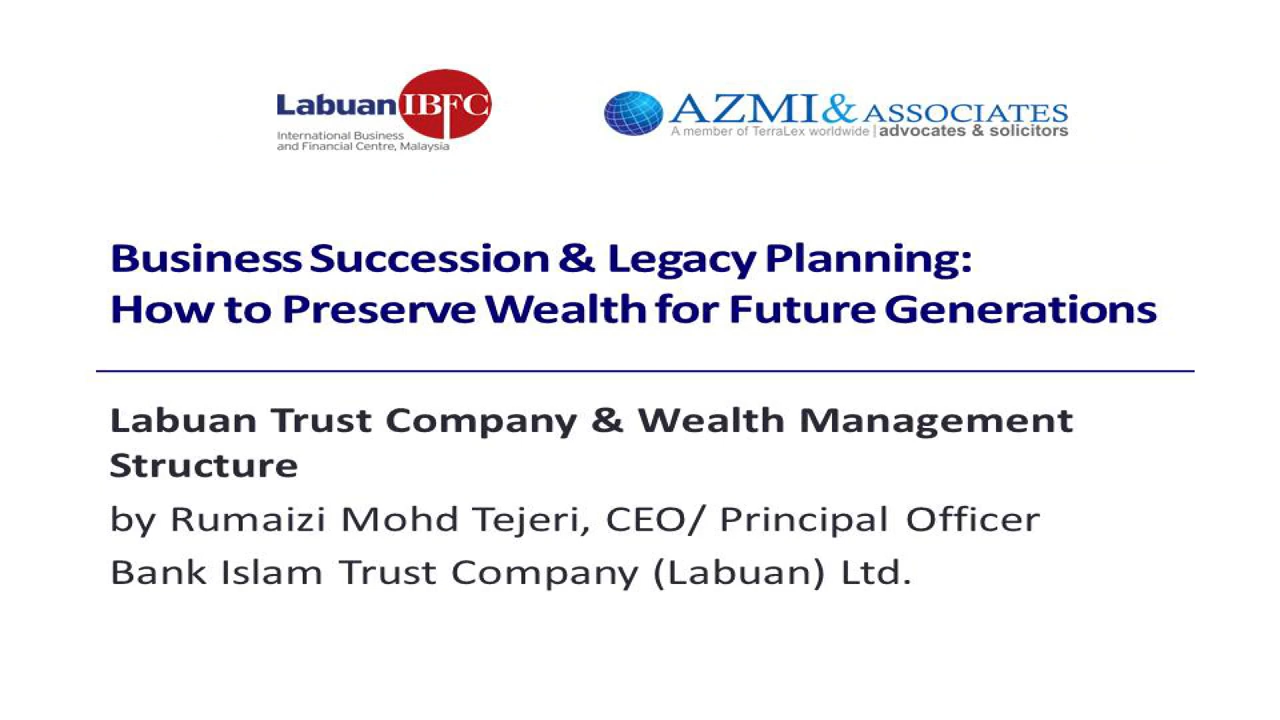 Labuan IBFC
International Business
and Financial Centre, Malaysia
AZMI & ASSOCIATES
A member of TerraLex worldwide | advocates & solicitors
Business Succession & Legacy Planning:
How to Preserve Wealth for Future Generations
Labuan Trust Company & Wealth Management
Structure
by Rumaizi Mohd Tejeri, CEO/ Principal Officer
Bank Islam Trust Company (Labuan) Ltd.